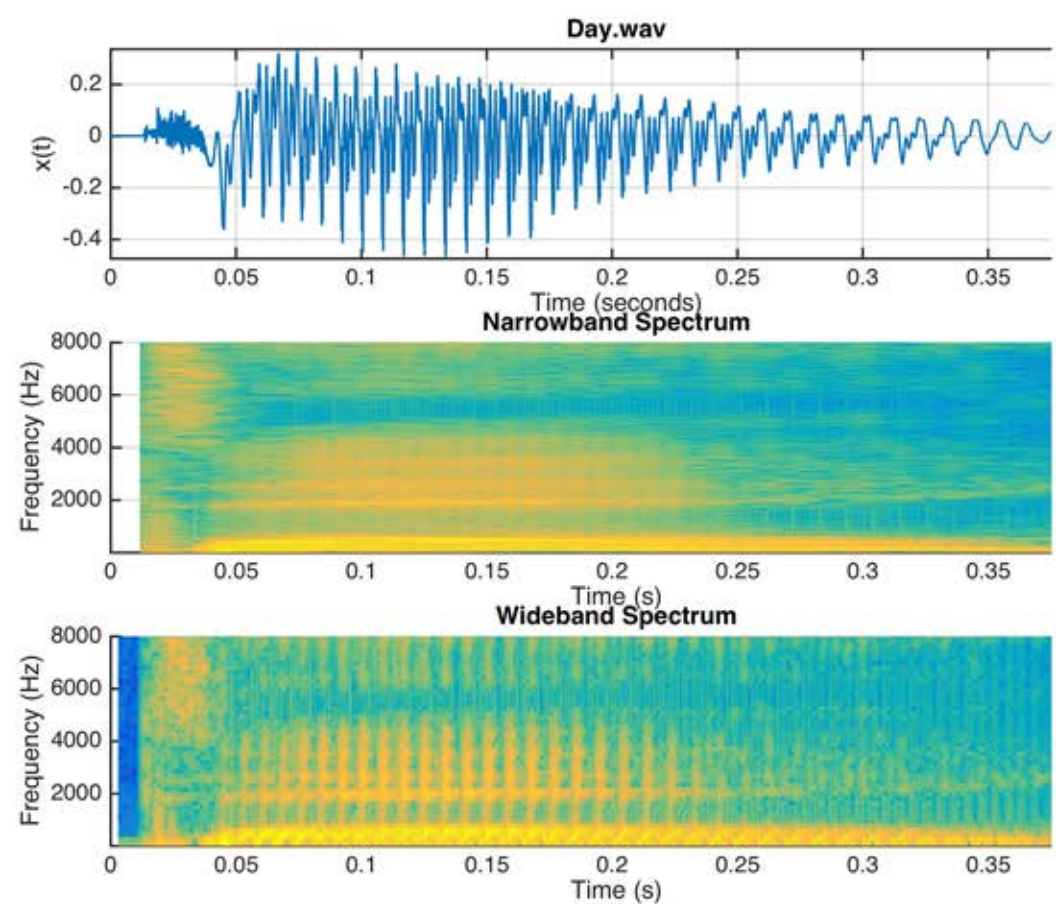 Day.wav
x(t)
0.2
0
-0.2
-0.4
0 0.05 0.1 0.15 0.2 0.25 0.3 0.35
Time (seconds)
Narrowband Spectrum
Frequency (Hz)
8000
6000
4000
2000
0 0.05 0.1 0.15 0.2 0.25 0.3 0.35
Time (s)
Wideband Spectrum
Frequency (Hz)
8000
6000
4000
2000
0 0.05 0.1 0.15 0.2 0.25 0.3 0.35
Time (s)